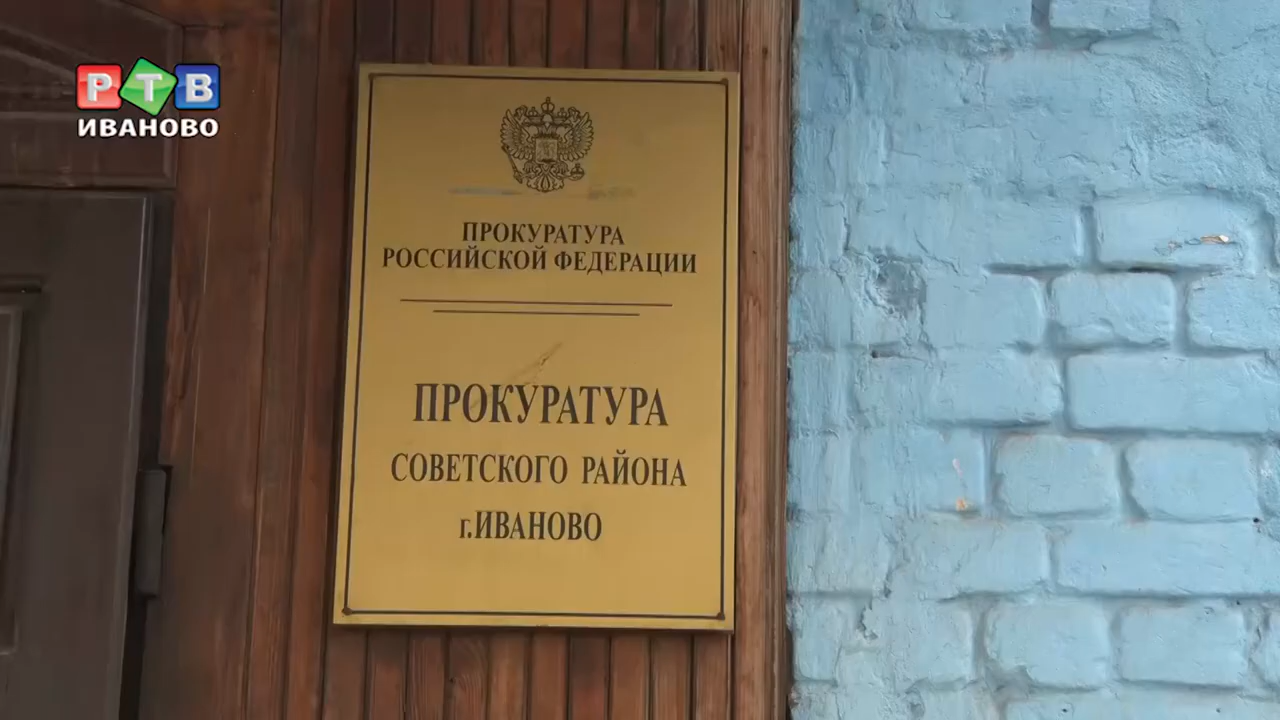 РТВ
ИВАНОВО
ПРОКУРАТУРА
РОССИЙСКОЙ ФЕДЕРАЦИИ
ПРОКУРАТУРА
СОВЕТСКОГО РАЙОНА
г.ИВАНОВО